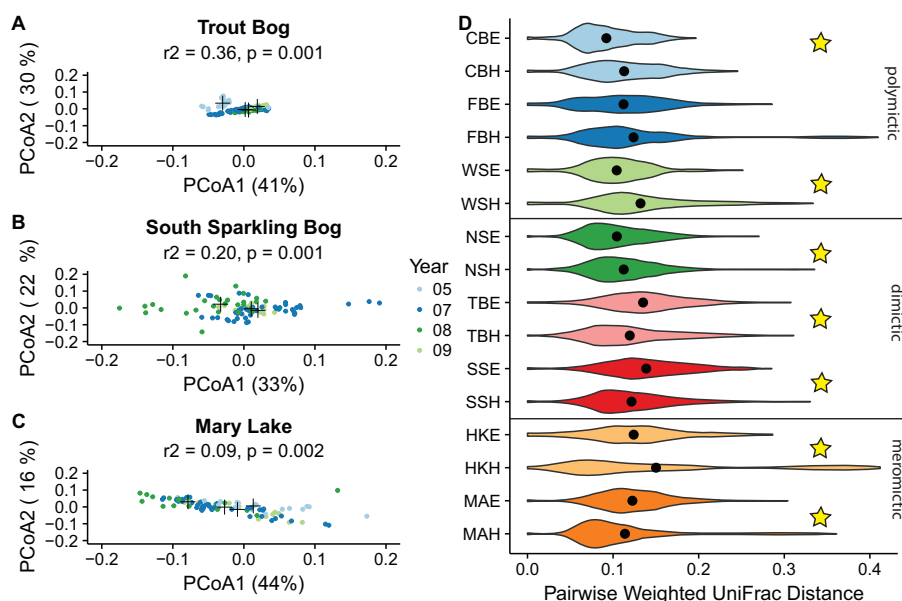 A
Trout Bog
r2 = 0.36, p = 0.001
PCoA2 ( 30 %)
0.2
0.1
0.0
−0.1
−0.2
−0.2 −0.1 0.0 0.1 0.2
PCoA1 (41%)
B
South Sparkling Bog
r2 = 0.20, p = 0.001
PCoA2 ( 22 %)
0.2
0.1
0.0
−0.1
−0.2
−0.2 −0.1 0.0 0.1 0.2
PCoA1 (33%)
Year
05
07
08
09
C
Mary Lake
r2 = 0.09, p = 0.002
PCoA2 ( 16 %)
0.2
0.1
0.0
−0.1
−0.2
−0.2 −0.1 0.0 0.1 0.2
PCoA1 (44%)
D
CBE
CBH
FBE
FBH
WSE
WSH
polymictic
NSE
NSH
TBE
TBH
SSE
SSH
dimictic
HKE
HKH
MAE
MAH
meromictic
0.0 0.1 0.2 0.3 0.4
Pairwise Weighted UniFrac Distance